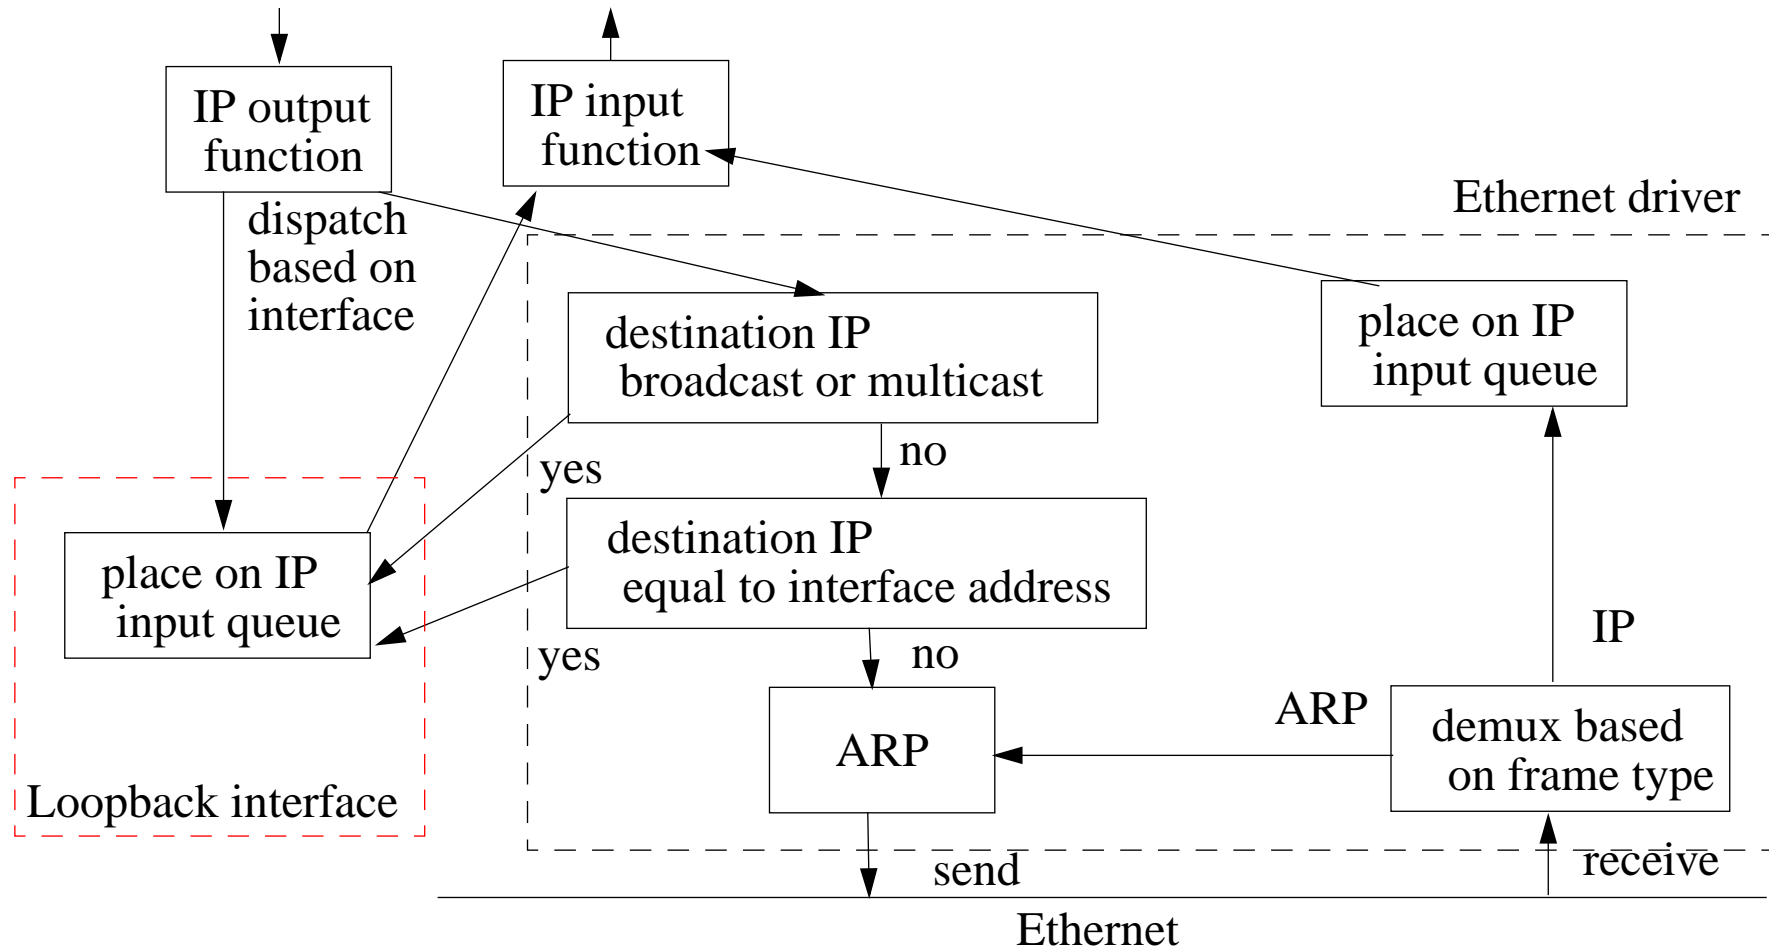 IP output
function
IP input
function
dispatch
based on
interface
Ethernet driver
destination IP
broadcast or multicast
place on IP
input queue
no
yes
destination IP
equal to interface address
place on IP
input queue
yes
no
IP
ARP
ARP
demux based
on frame type
Loopback interface
send
receive
Ethernet